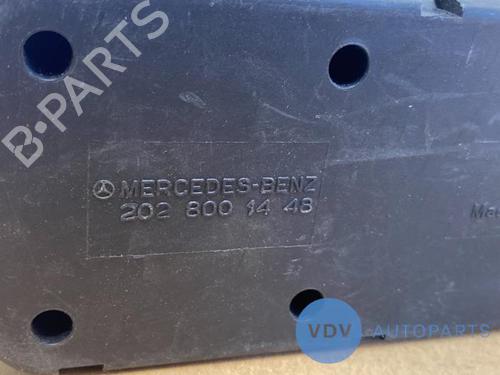 B-PARTS
MERCEDES-BENZ
202 800 14 48
VDV AUTOPARTS